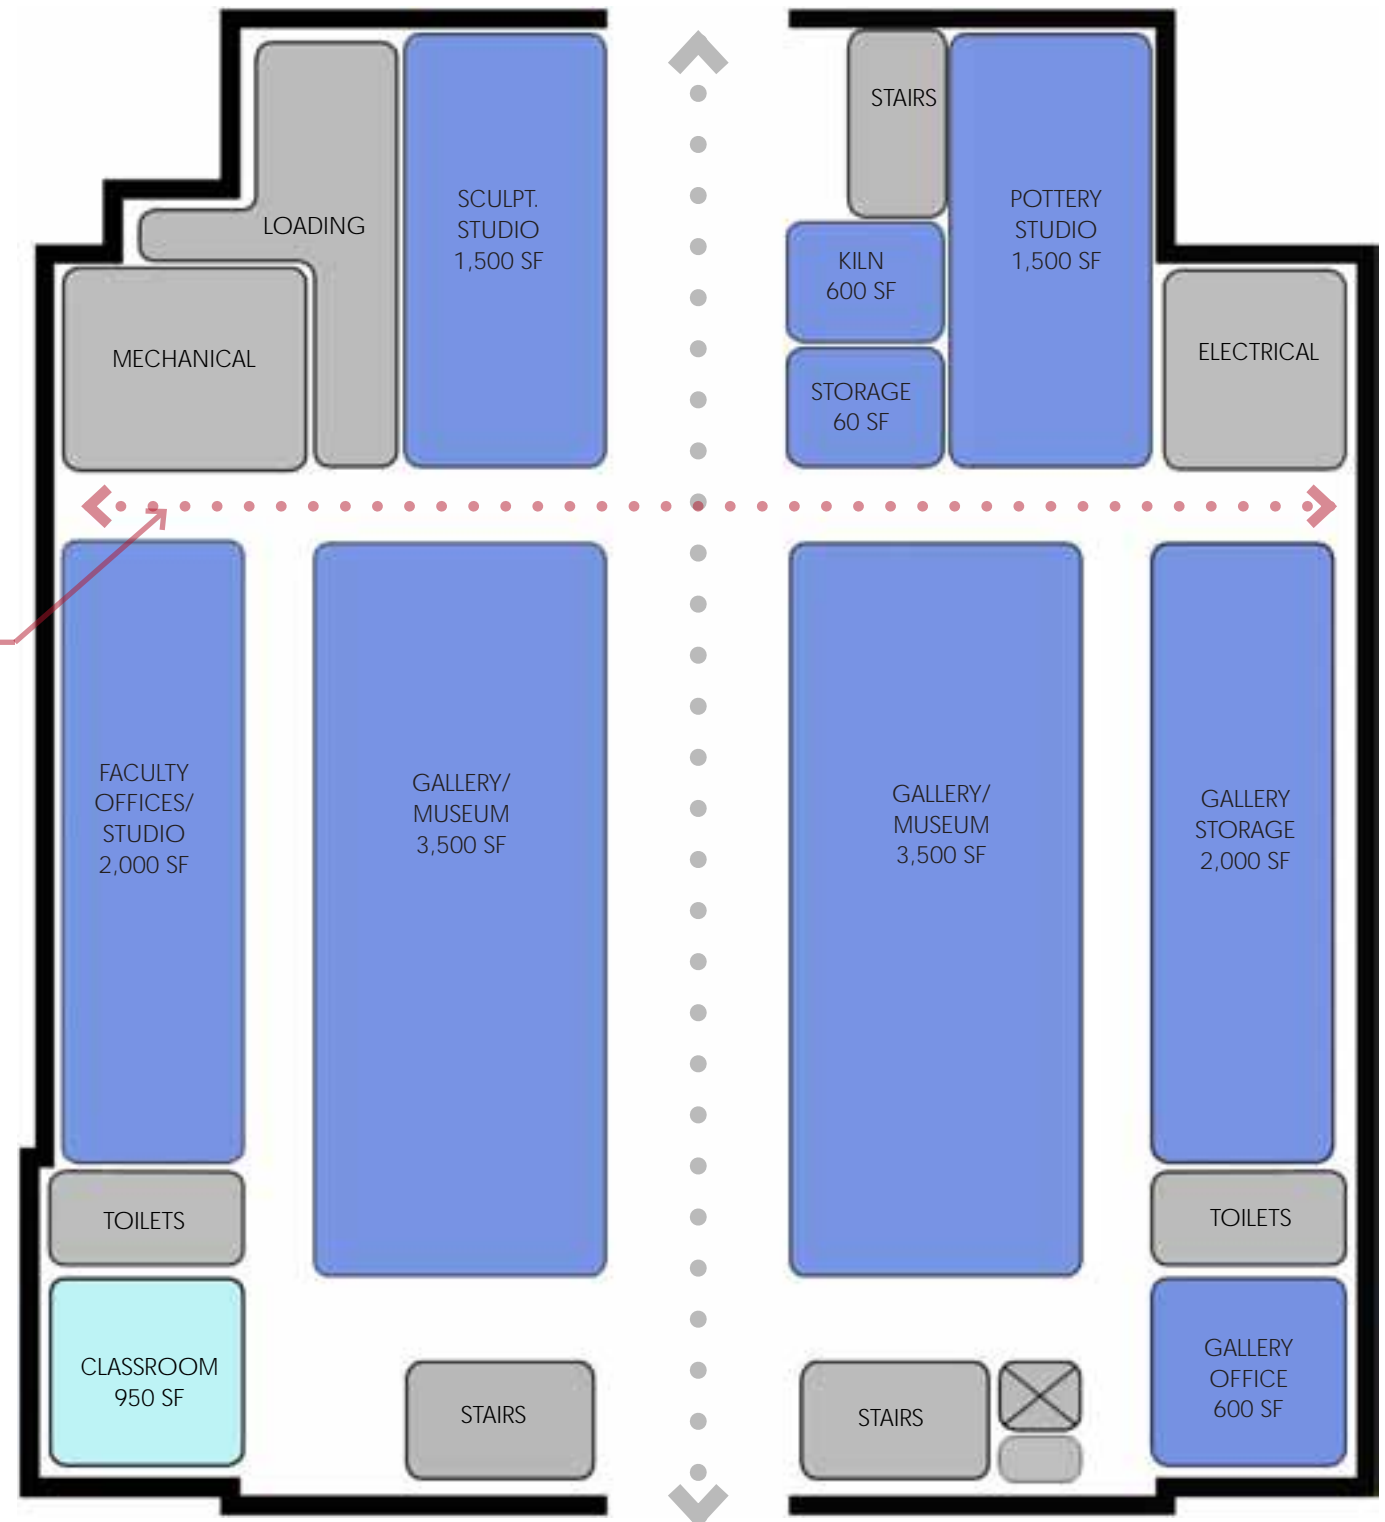 STAIRS
SCULPT.
STUDIO
1,500 SF
POTTERY
STUDIO
1,500 SF
LOADING
KILN
600 SF
MECHANICAL
ELECTRICAL
STORAGE
60 SF
FACULTY
OFFICES/
STUDIO
2,000 SF
GALLERY/
MUSEUM
3,500 SF
GALLERY/
MUSEUM
3,500 SF
GALLERY
STORAGE
2,000 SF
TOILETS
TOILETS
CLASSROOM
950 SF
STAIRS
STAIRS
GALLERY
OFFICE
600 SF